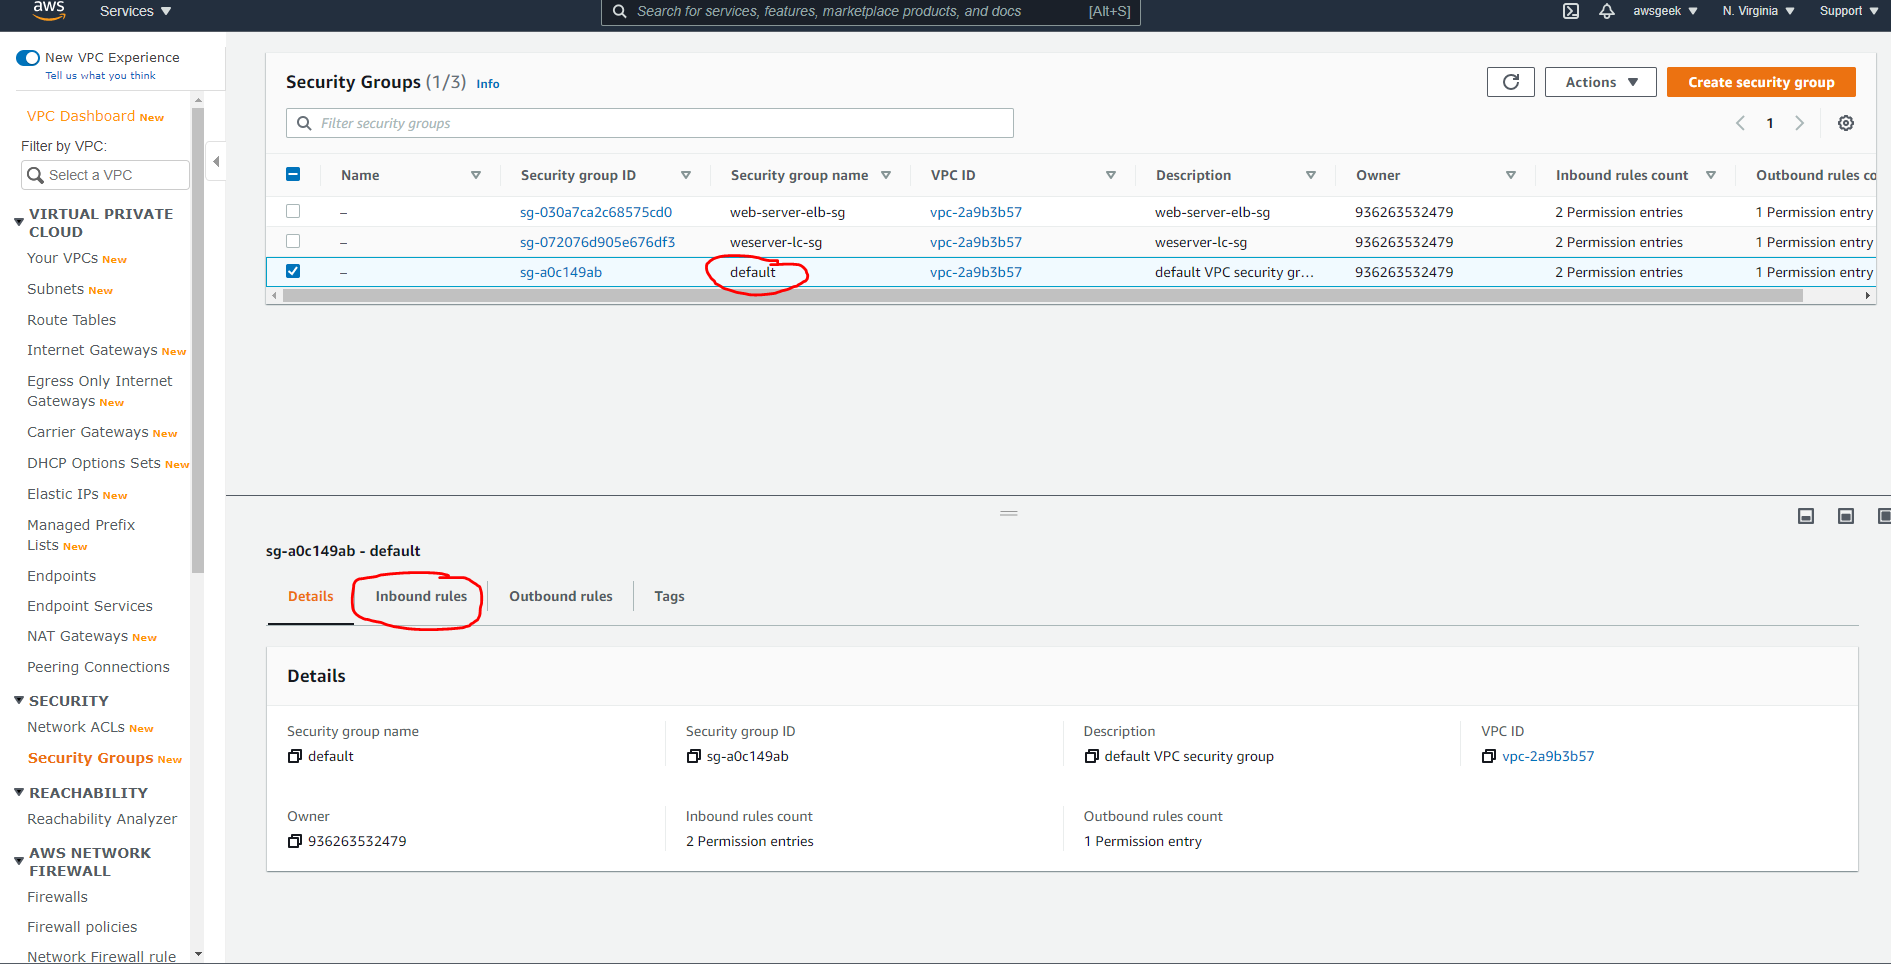 aws
Services
Search for services, features, marketplace products, and docs [Alt+S]
awsgeek
N. Virginia
Support
New VPC Experience
Tell us what you think
VPC Dashboard New
Filter by VPC:
Select a VPC
VIRTUAL PRIVATE
CLOUD
Your VPCs New
Subnets New
Route Tables
Internet Gateways New
Egress Only Internet
Gateways New
Carrier Gateways New
DHCP Options Sets New
Elastic IPs New
Managed Prefix
Lists New
Endpoints
Endpoint Services
NAT Gateways New
Peering Connections
SECURITY
Network ACLs New
Security Groups New
REACHABILITY
Reachability Analyzer
AWS NETWORK
FIREWALL
Firewalls
Firewall policies
Network Firewall rule
Security Groups (1/3) Info
Actions
Create security group
Filter security groups
1
Name Security group ID Security group name VPC ID Description Owner Inbound rules count Outbound rules co
– sg-030a7ca2c68575cd0 web-server-elb-sg vpc-2a9b3b57 web-server-elb-sg 936263532479 2 Permission entries 1 Permission entry
– sg-072076d905e676df3 weserver-lc-sg vpc-2a9b3b57 weserver-lc-sg 936263532479 2 Permission entries 1 Permission entry
– sg-a0c149ab default vpc-2a9b3b57 default VPC security gr... 936263532479 2 Permission entries 1 Permission entry
sg-a0c149ab - default
Details Inbound rules Outbound rules Tags
Details
Security group name Security group ID Description VPC ID
default sg-a0c149ab default VPC security group vpc-2a9b3b57
Owner Inbound rules count Outbound rules count
936263532479 2 Permission entries 1 Permission entry